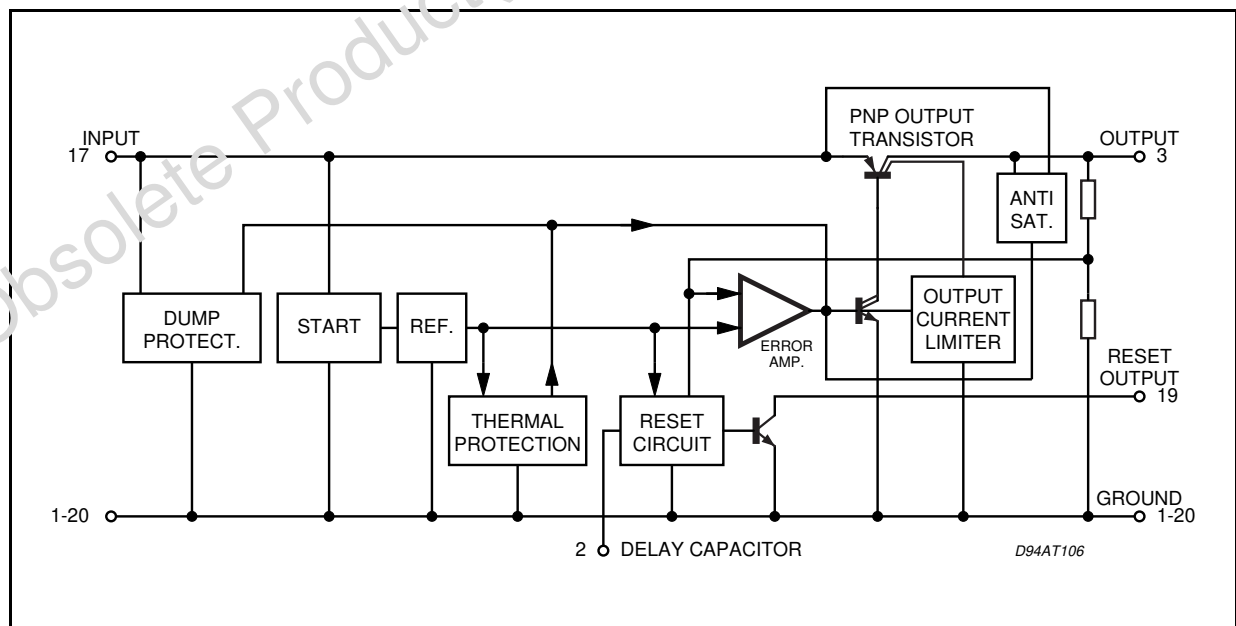 Obsolete Product
INPUT
17
PNP OUTPUT
TRANSISTOR
OUTPUT
3
ANTI
SAT.
DUMP
PROTECT.
START
REF.
ERROR
AMP.
OUTPUT
CURRENT
LIMITER
RESET
OUTPUT
19
THERMAL
PROTECTION
RESET
CIRCUIT
1-20
GROUND
1-20
2
DELAY CAPACITOR
D94AT106